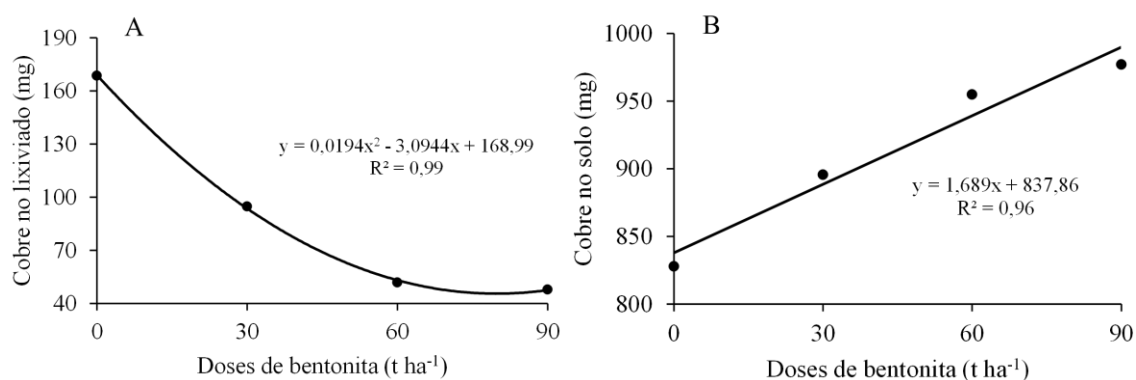 A
Cobre no lixiviado (mg)
190
160
130
100
70
40
y = 0,0194x² - 3,0944x + 168,99
R² = 0,99
0 30 60 90
Doses de bentonita (t ha⁻¹)
B
Cobre no solo (mg)
1000
950
900
850
800
y = 1,689x + 837,86
R² = 0,96
0 30 60 90
Doses de bentonita (t ha⁻¹)